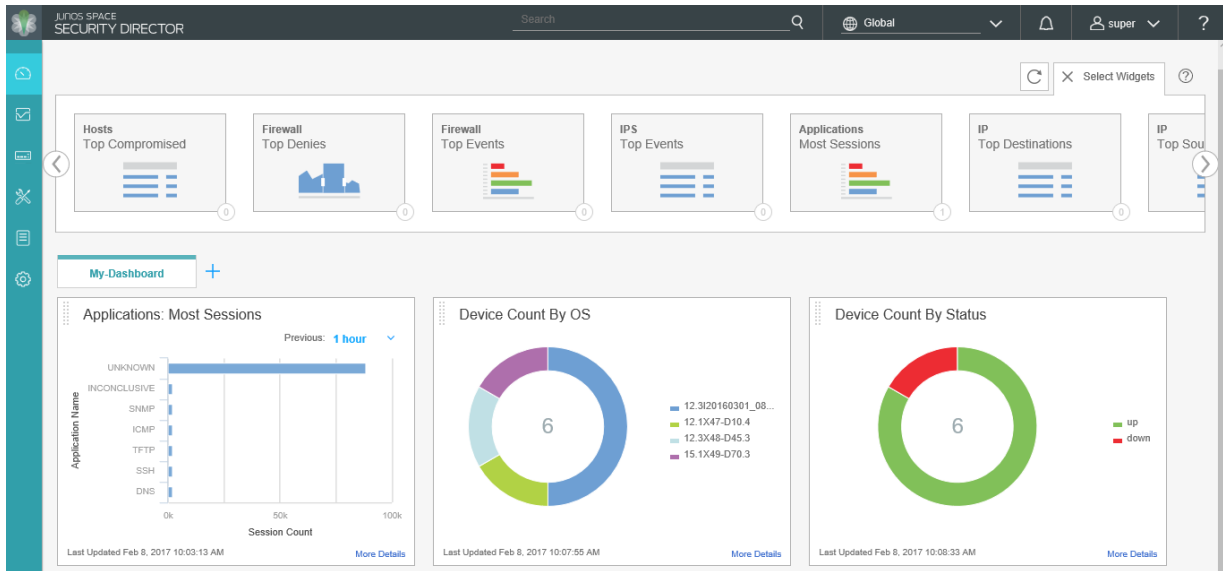 JUNOS SPACE
SECURITY DIRECTOR
Search
Global
super
?
Select Widgets
?
Hosts
Top Compromised
0
Firewall
Top Denies
0
Firewall
Top Events
0
IPS
Top Events
0
Applications
Most Sessions
1
IP
Top Destinations
0
IP
Top Sou
My-Dashboard
Applications: Most Sessions
Previous: 1 hour
Application Name
UNKNOWN
INCONCLUSIVE
SNMP
ICMP
TFTP
SSH
DNS
0k 50k 100k
Session Count
Last Updated Feb 8, 2017 10:03:13 AM
More Details
Device Count By OS
6
12.3I20160301_08...
12.1X47-D10.4
12.3X48-D45.3
15.1X49-D70.3
Last Updated Feb 8, 2017 10:07:55 AM
More Details
Device Count By Status
6
up
down
Last Updated Feb 8, 2017 10:08:33 AM
More Details